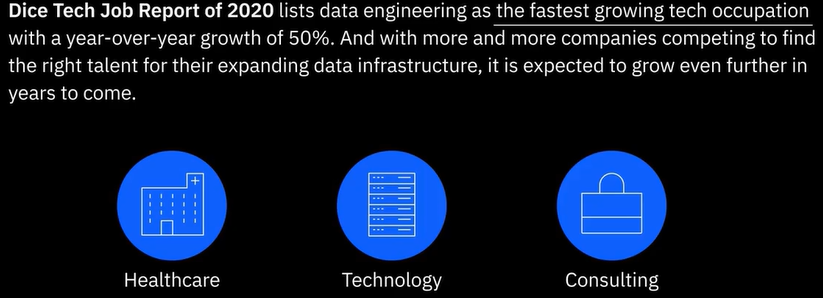 Dice Tech Job Report of 2020 lists data engineering as the fastest growing tech occupation
with a year-over-year growth of 50%. And with more and more companies competing to find
the right talent for their expanding data infrastructure, it is expected to grow even further in
years to come.
Healthcare
Technology
Consulting